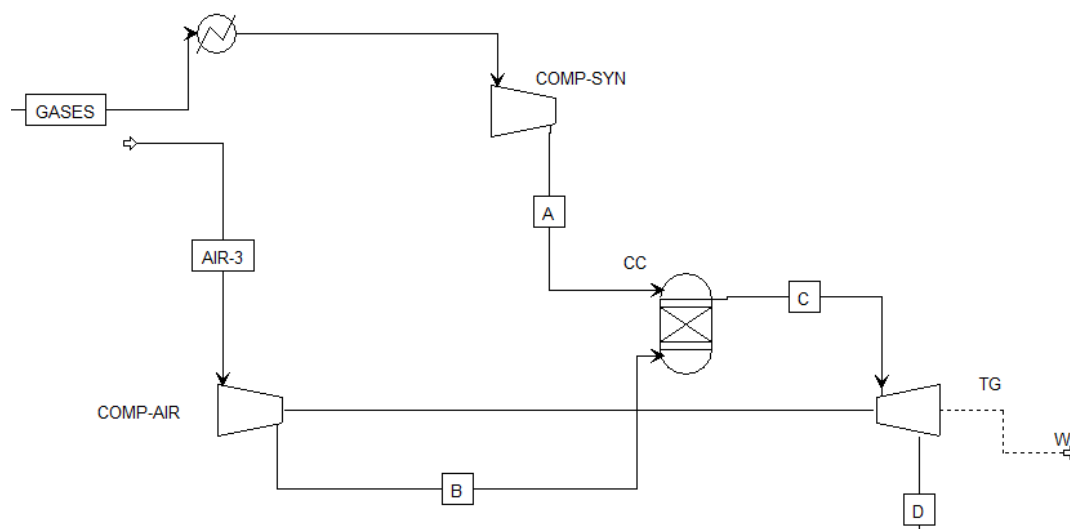 COMP-SYN
GASES
A
AIR-3
CC
C
TG
COMP-AIR
W
B
D